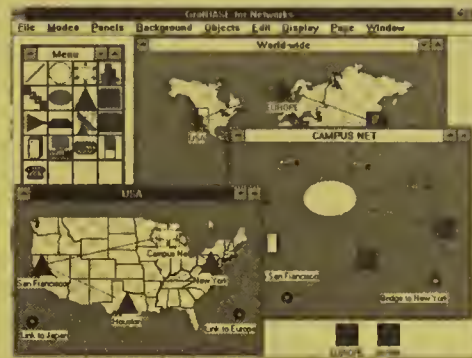 GrafBASE for Networks
File Modes Panels Background Objects Edit Display Page Window
Menu
World-wide
EUROPE
USA
CAMPUS NET
USA
Campus Net
San Francisco
New York
San Francisco
Houston
Bridge to New York
Link to Japan
Link to Europe
EUROPE